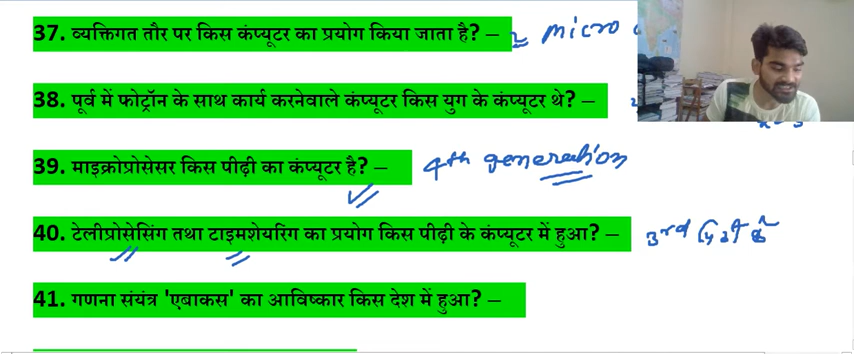 37. व्यक्तिगत तौर पर किस कंप्यूटर का प्रयोग किया जाता है? – micro
38. पूर्व में फोट्रॉन के साथ कार्य करनेवाले कंप्यूटर किस युग के कंप्यूटर थे? –
39. माइक्रोप्रोसेसर किस पीढ़ी का कंप्यूटर है? – 4th generation
40. टेलीप्रोसेसिंग तथा टाइमशेयरिंग का प्रयोग किस पीढ़ी के कंप्यूटर में हुआ? – 3rd
41. गणना संयंत्र 'एबाकस' का आविष्कार किस देश में हुआ? –